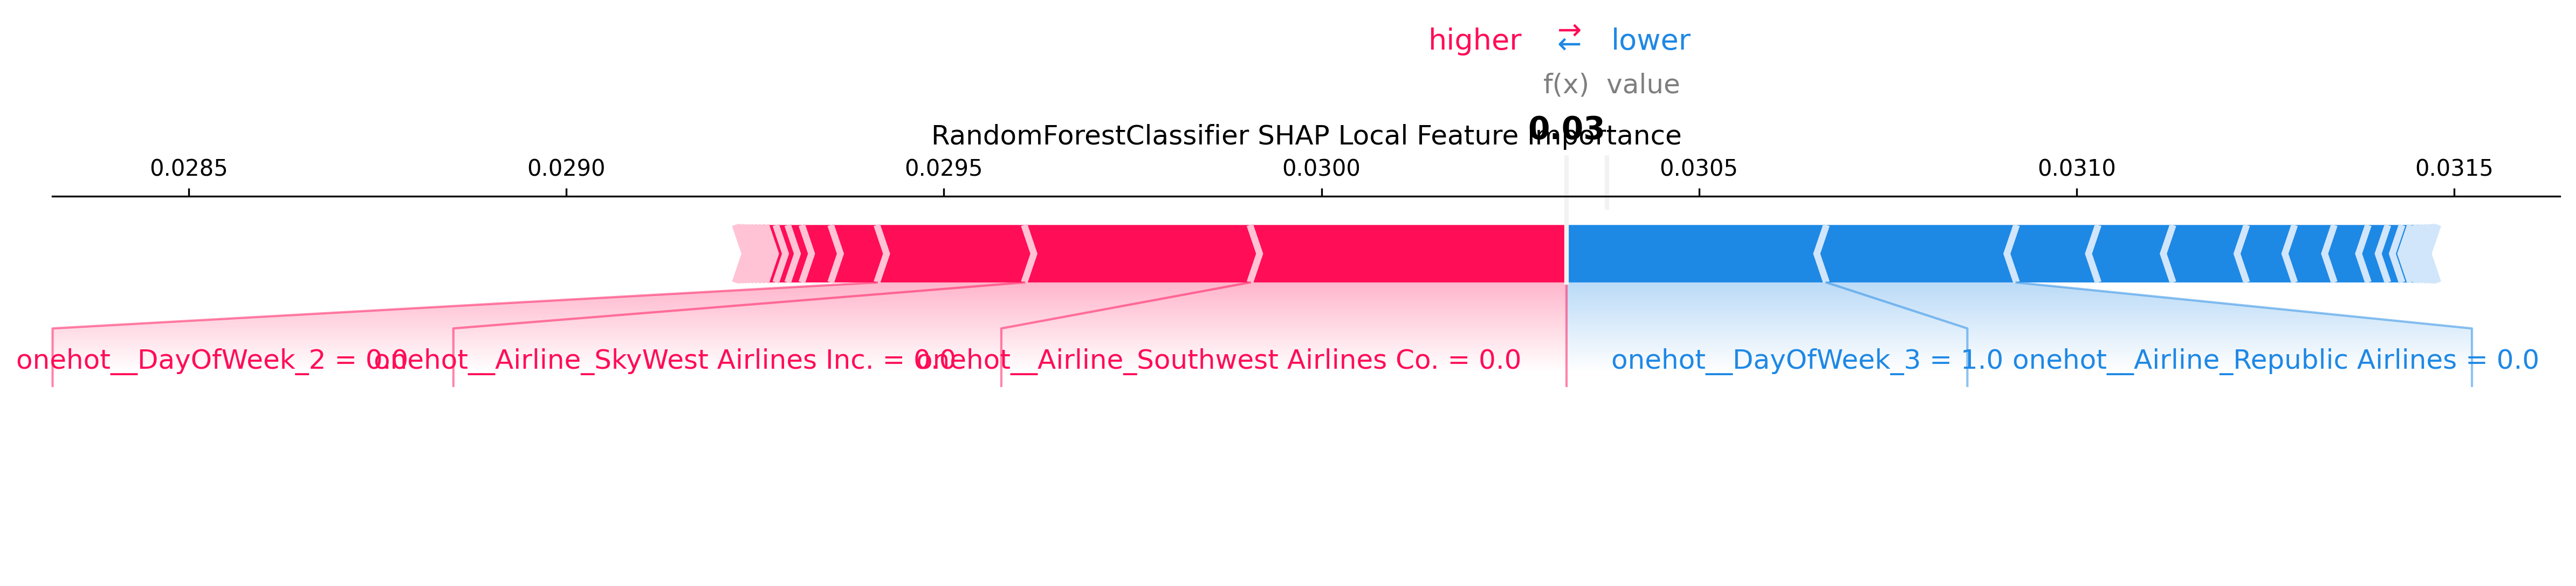 higher ⇄ lower
f(x) value
0.03
RandomForestClassifier SHAP Local Feature Importance
0.0285 0.0290 0.0295 0.0300 0.0305 0.0310 0.0315
onehot__DayOfWeek_2 = 0.0 onehot__Airline_SkyWest Airlines Inc. = 0.0 onehot__Airline_Southwest Airlines Co. = 0.0 onehot__DayOfWeek_3 = 1.0 onehot__Airline_Republic Airlines = 0.0